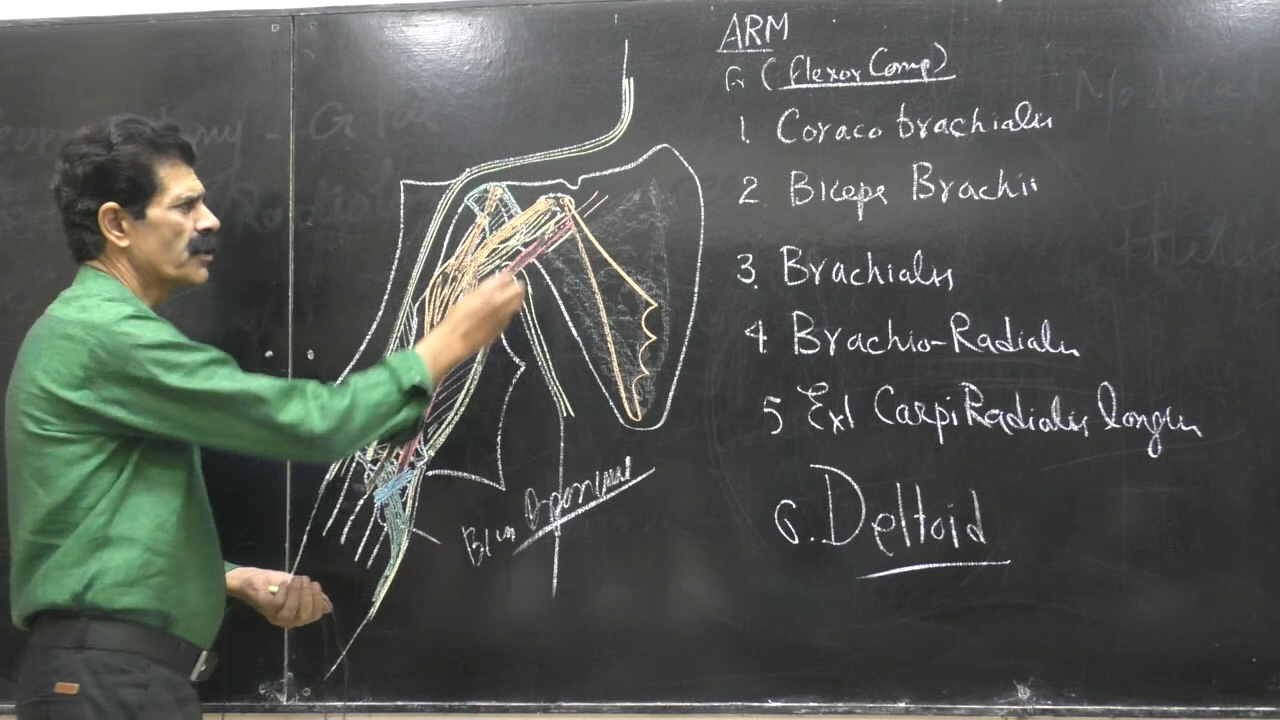 ARM
(Flexor Comp)
1. Coraco brachialis
2 Biceps Brachii
3. Brachialis
4. Brachio-Radialis
5 Ext Carpi Radialis longus
6. Deltoid